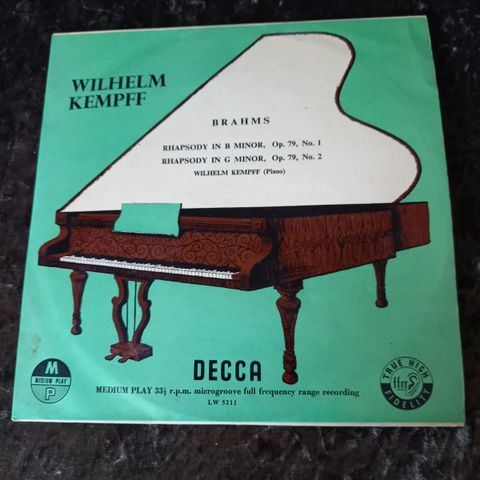 WILHELM
KEMPFF
BRAHMS
RHAPSODY IN B MINOR, Op. 79, No. 1
RHAPSODY IN G MINOR, Op. 79, No. 2
WILHELM KEMPFF (Piano)
DECCA
MEDIUM PLAY 33⅓ r.p.m. microgroove full frequency range recording
LW 5211
M
MEDIUM PLAY
P
TRUE HIGH
ffrr
FIDELITY